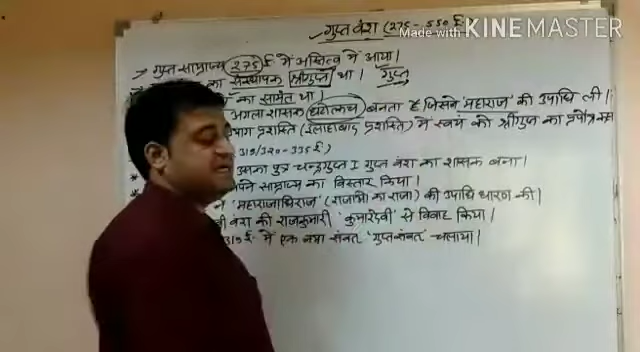 Made with KINEMASTER
गुप्त वंश (275 - 550 ई
→ गुप्त साम्राज्य 275 ई में अस्तित्व में आया।
का संस्थापक श्रीगुप्त था। गुप्त
का सामंत था।
अगला शासक घटोत्कच बनता है जिसने 'महाराज' की उपाधि ली।
प्रशस्ति (इलाहाबाद प्रशस्ति) में स्वयं को श्रीगुप्त का प्रपौत्र
319/320 - 335 ई)
उसका पुत्र चन्द्रगुप्त I गुप्त वंश का शासक बना।
साम्राज्य का विस्तार किया।
'महाराजाधिराज' (राजाओं का राजा) की उपाधि धारण की।
वंश की राजकुमारी 'कुमारदेवी' से विवाह किया।
319 ई में एक नया संवत 'गुप्त संवत' चलाया।